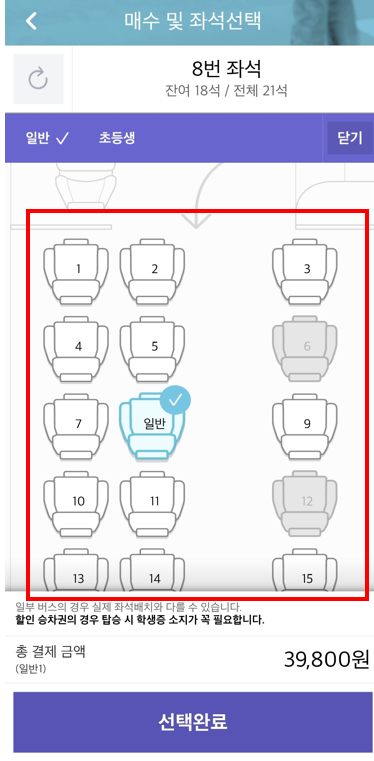 매수 및 좌석선택
8번 좌석
잔여 18석 / 전체 21석
일반 초등생 닫기
1 2 3
4 5 6
7 일반 9
10 11 12
13 14 15
일부 버스의 경우 실제 좌석배치와 다를 수 있습니다.
할인 승차권의 경우 탑승 시 학생증 소지가 꼭 필요합니다.
총 결제 금액
(일반1)
39,800원
선택완료